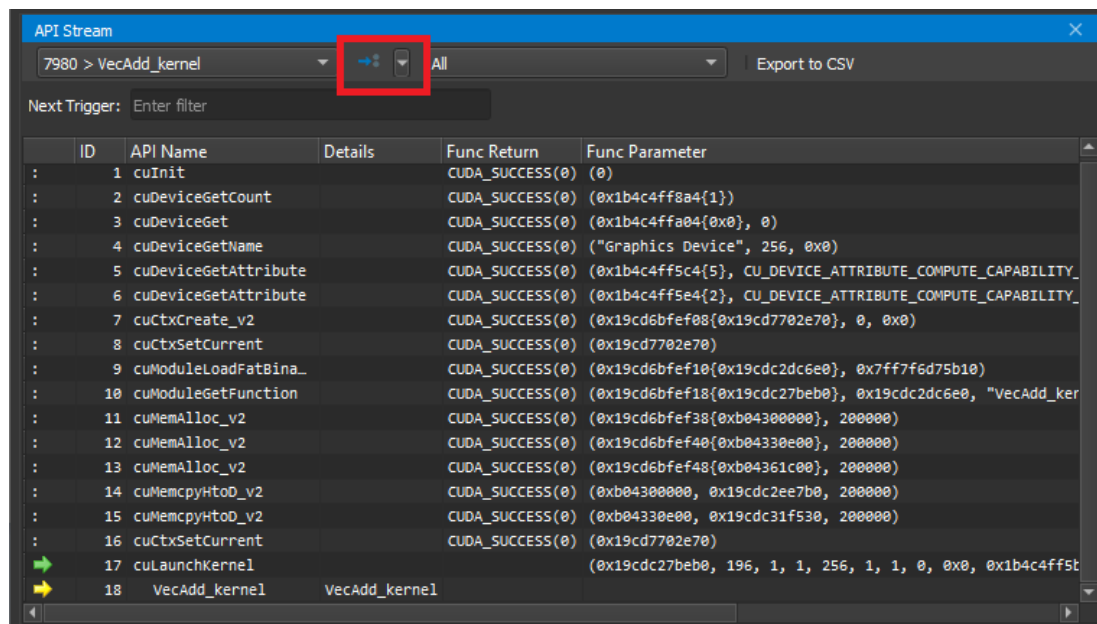 API Stream
7980 > VecAdd_kernel All Export to CSV
Next Trigger: Enter filter
ID API Name Details Func Return Func Parameter
: 1 cuInit CUDA_SUCCESS(0) (0)
: 2 cuDeviceGetCount CUDA_SUCCESS(0) (0x1b4c4ff8a4{1})
: 3 cuDeviceGet CUDA_SUCCESS(0) (0x1b4c4ffa04{0x0}, 0)
: 4 cuDeviceGetName CUDA_SUCCESS(0) ("Graphics Device", 256, 0x0)
: 5 cuDeviceGetAttribute CUDA_SUCCESS(0) (0x1b4c4ff5c4{5}, CU_DEVICE_ATTRIBUTE_COMPUTE_CAPABILITY_
: 6 cuDeviceGetAttribute CUDA_SUCCESS(0) (0x1b4c4ff5e4{2}, CU_DEVICE_ATTRIBUTE_COMPUTE_CAPABILITY_
: 7 cuCtxCreate_v2 CUDA_SUCCESS(0) (0x19cd6bfef08{0x19cd7702e70}, 0, 0x0)
: 8 cuCtxSetCurrent CUDA_SUCCESS(0) (0x19cd7702e70)
: 9 cuModuleLoadFatBina… CUDA_SUCCESS(0) (0x19cd6bfef10{0x19cdc2dc6e0}, 0x7ff7f6d75b10)
: 10 cuModuleGetFunction CUDA_SUCCESS(0) (0x19cd6bfef18{0x19cdc27beb0}, 0x19cdc2dc6e0, "VecAdd_ker
: 11 cuMemAlloc_v2 CUDA_SUCCESS(0) (0x19cd6bfef38{0xb04300000}, 200000)
: 12 cuMemAlloc_v2 CUDA_SUCCESS(0) (0x19cd6bfef40{0xb04330e00}, 200000)
: 13 cuMemAlloc_v2 CUDA_SUCCESS(0) (0x19cd6bfef48{0xb04361c00}, 200000)
: 14 cuMemcpyHtoD_v2 CUDA_SUCCESS(0) (0xb04300000, 0x19cdc2ee7b0, 200000)
: 15 cuMemcpyHtoD_v2 CUDA_SUCCESS(0) (0xb04330e00, 0x19cdc31f530, 200000)
: 16 cuCtxSetCurrent CUDA_SUCCESS(0) (0x19cd7702e70)
17 cuLaunchKernel (0x19cdc27beb0, 196, 1, 1, 256, 1, 1, 0, 0x0, 0x1b4c4ff5b
18 VecAdd_kernel VecAdd_kernel